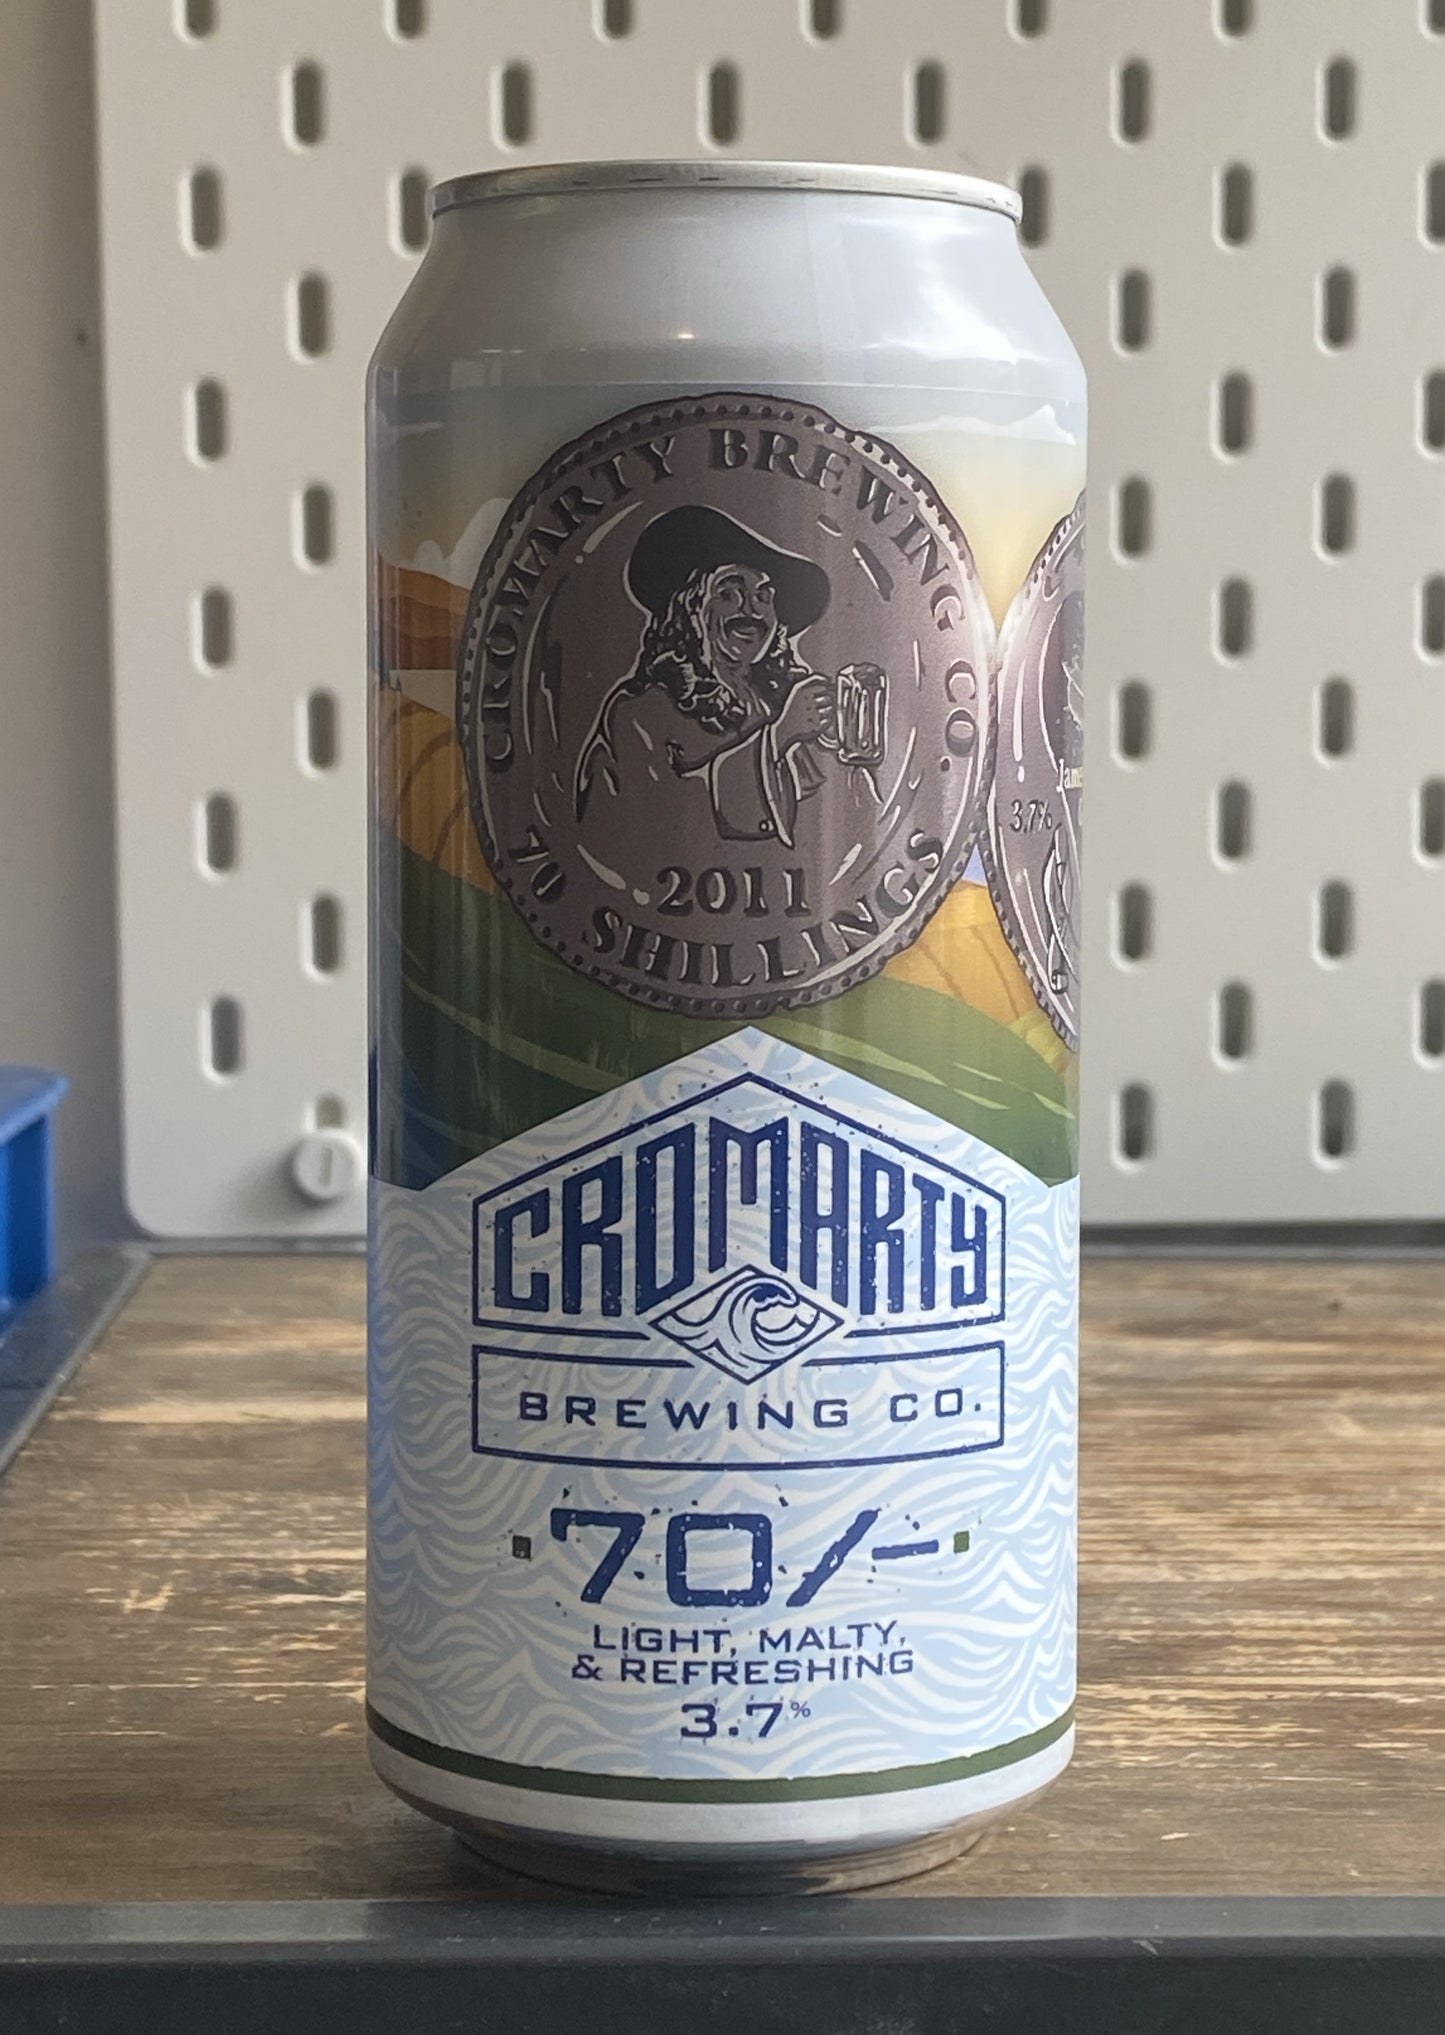 CROMARTY BREWING CO.
2011
70 SHILLINGS
3.7%
CROMARTY
BREWING CO.
70/-
LIGHT, MALTY,
& REFRESHING
3.7%